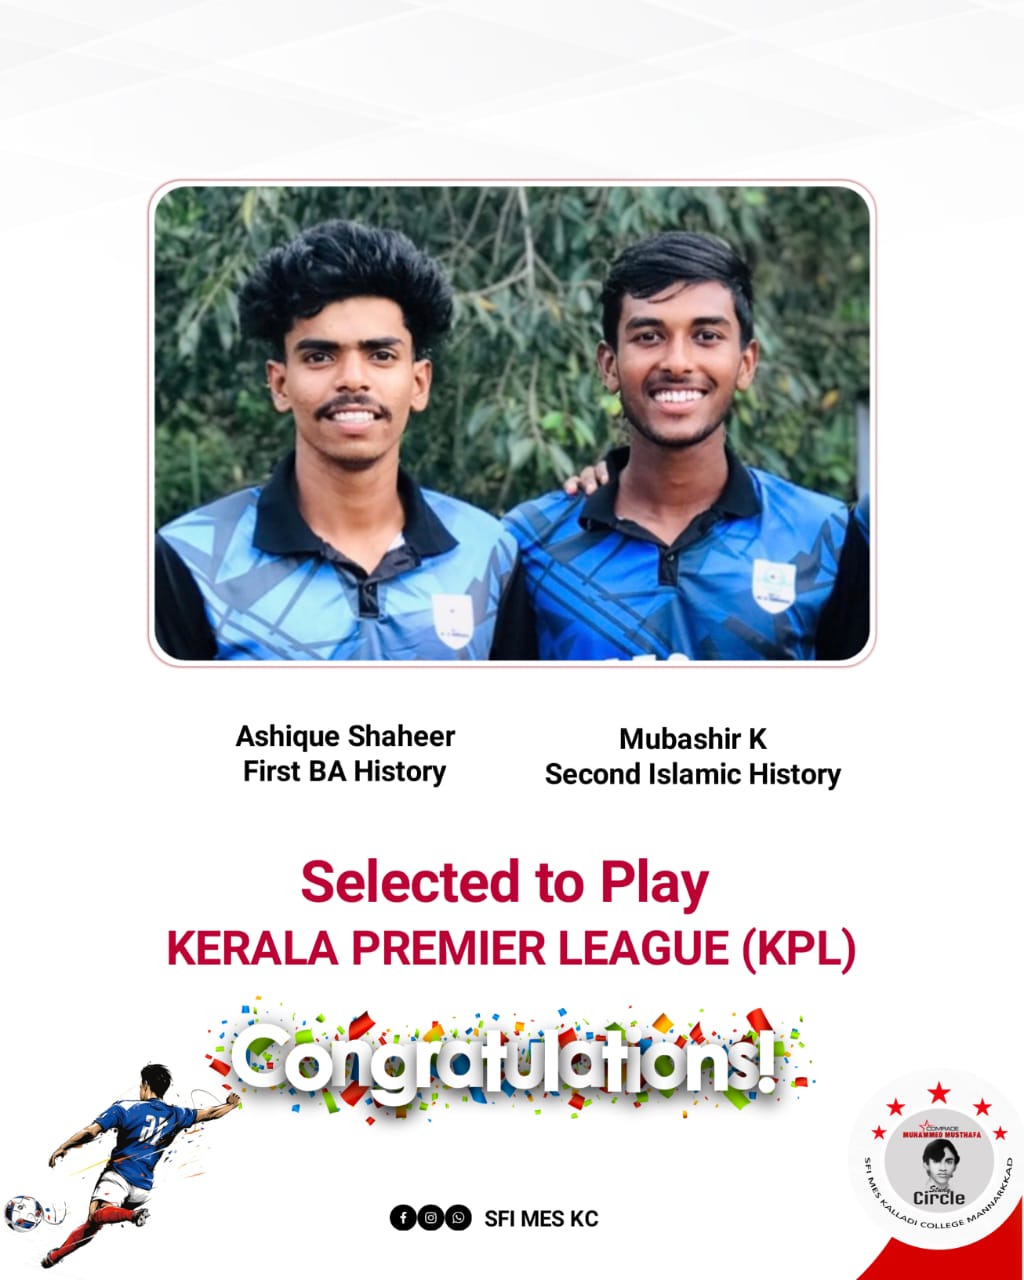 Ashique Shaheer
First BA History
Mubashir K
Second Islamic History
Selected to Play
KERALA PREMIER LEAGUE (KPL)
Congratulations!
SFI MES KC
COMRADE
MUHAMMED MUSTHAFA
Study
Circle
SFI MES KALLADI COLLEGE MANNARKKAD